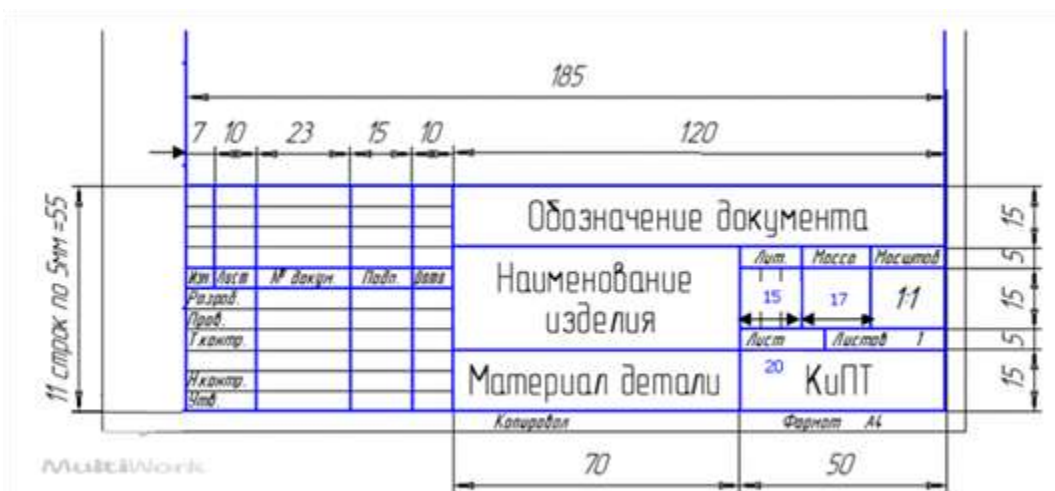 185
7 10 23 15 10 120
11 строк по 5мм =55
Обозначение документа
15
Лит. Масса Масштаб
5
Изм. Лист № докум. Подп. Дата
Наименование
изделия
Разраб.
15 17 1:1
15
Пров.
Т.контр.
Лист Листов 1
5
Материал детали
20
КиПТ
15
Н.контр.
Утв.
Копировал Формат А4
MultiWork
70 50